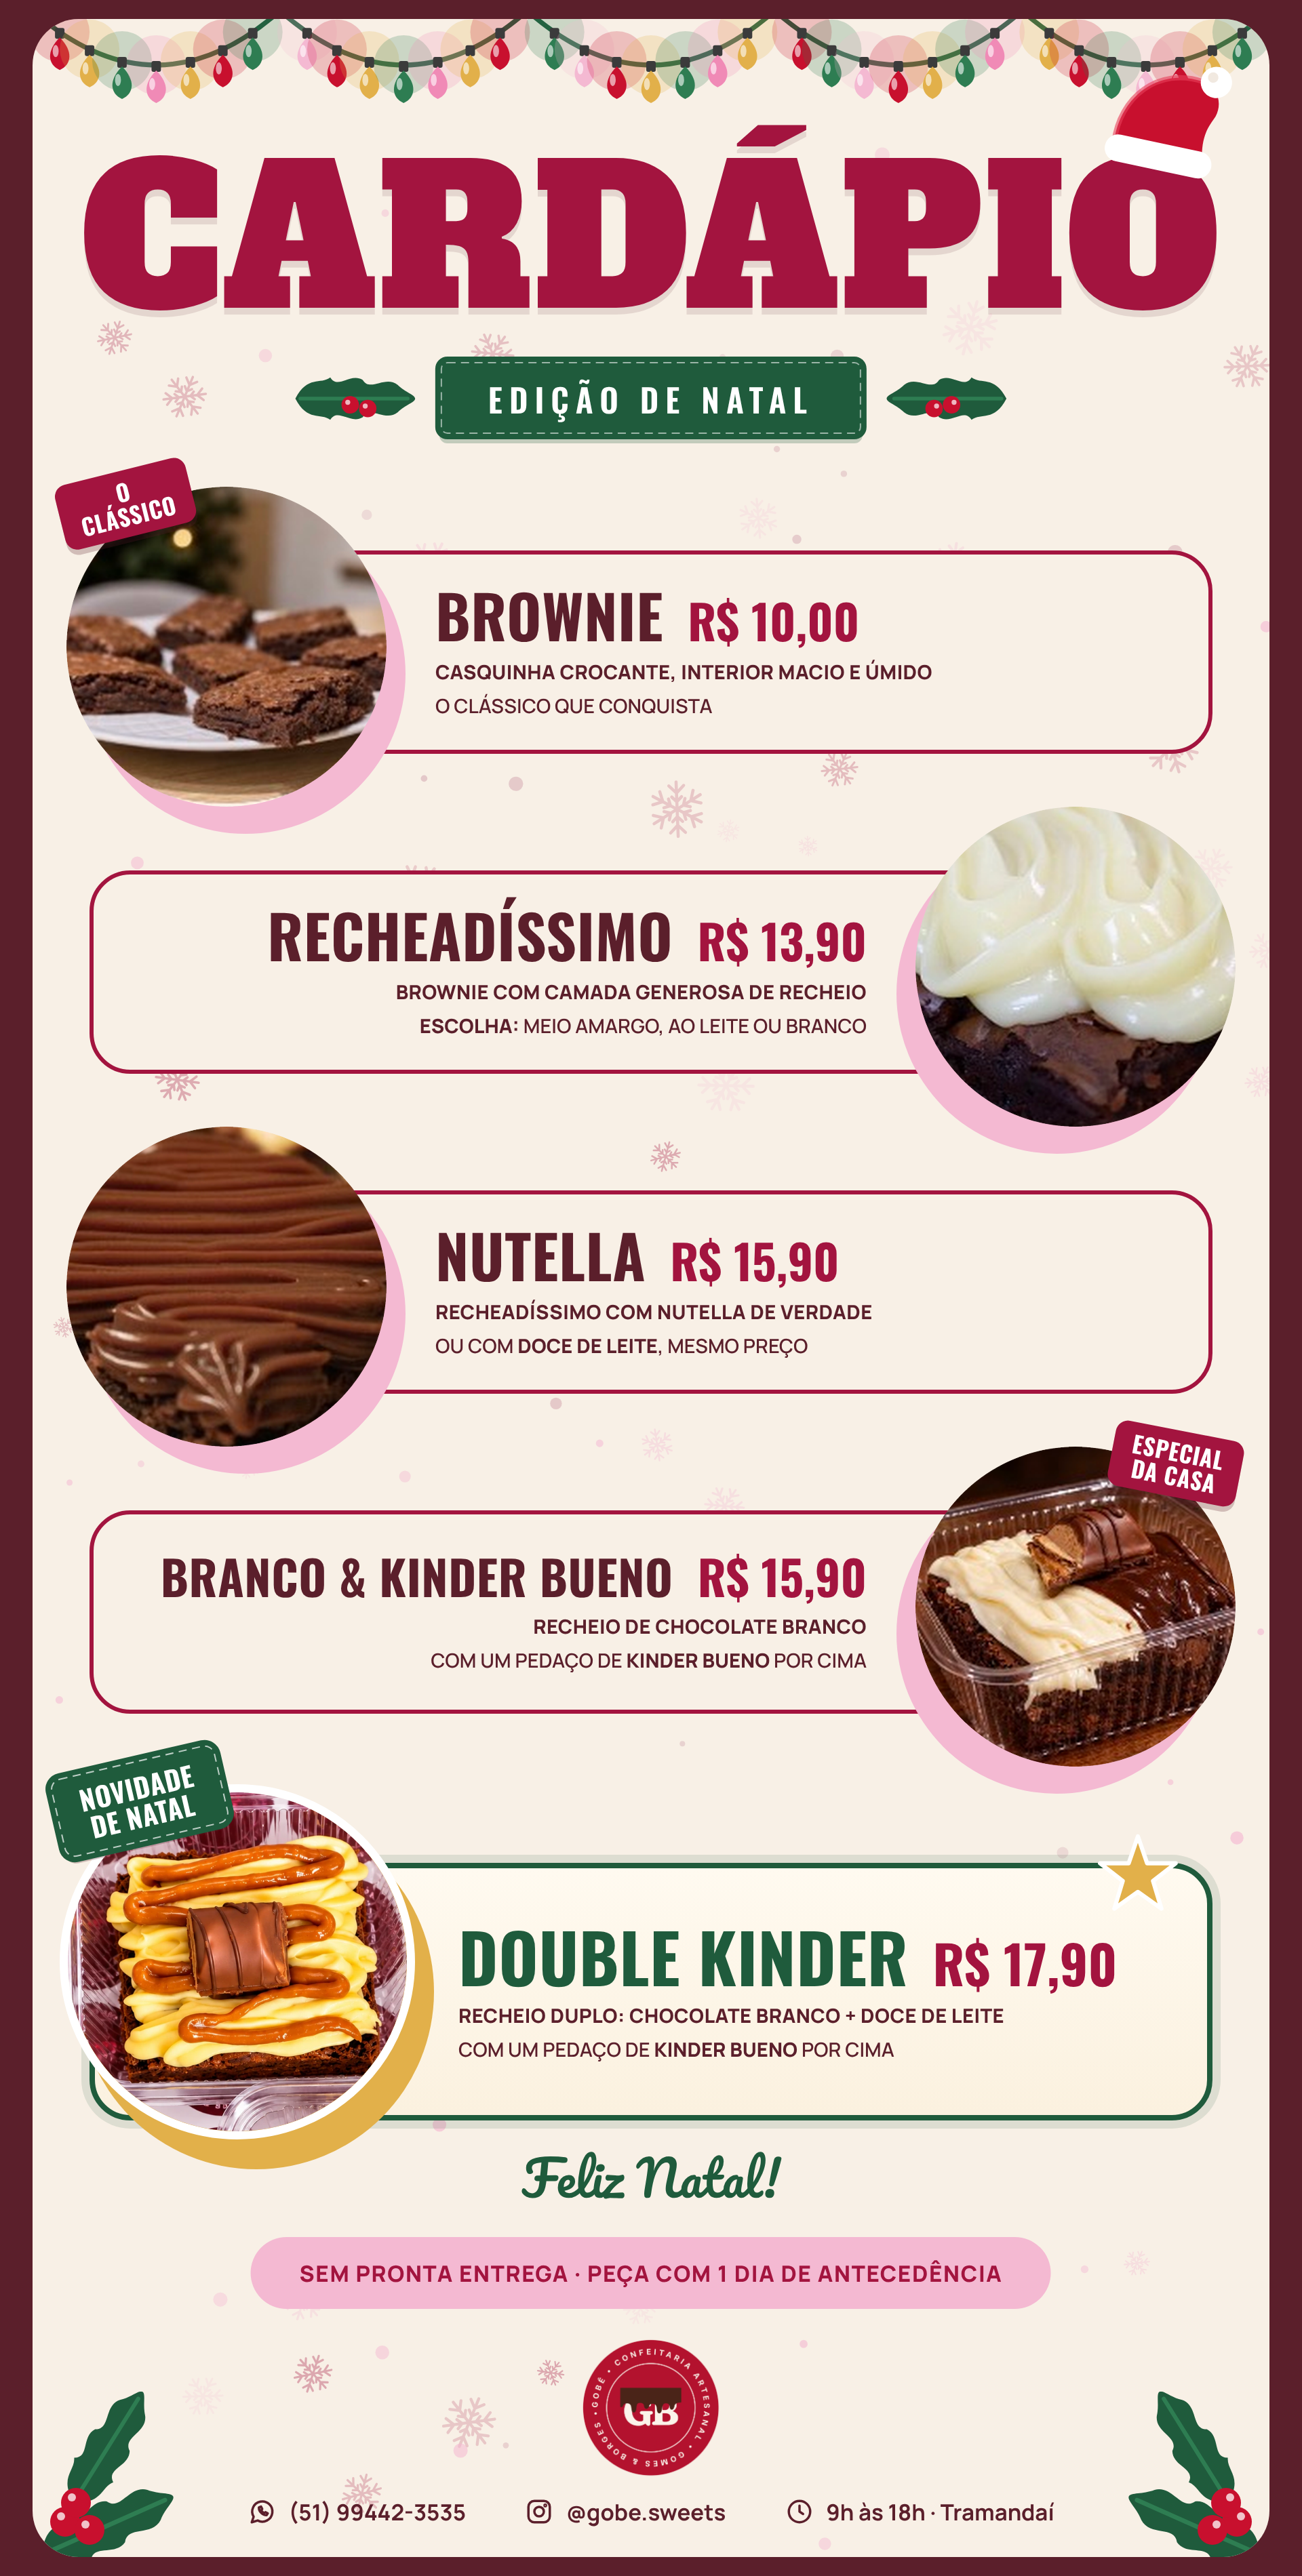 CARDÁPIO
EDIÇÃO DE NATAL
O
CLÁSSICO
BROWNIE R$ 10,00
CASQUINHA CROCANTE, INTERIOR MACIO E ÚMIDO
O CLÁSSICO QUE CONQUISTA
RECHEADÍSSIMO R$ 13,90
BROWNIE COM CAMADA GENEROSA DE RECHEIO
ESCOLHA: MEIO AMARGO, AO LEITE OU BRANCO
NUTELLA R$ 15,90
RECHEADÍSSIMO COM NUTELLA DE VERDADE
OU COM DOCE DE LEITE, MESMO PREÇO
ESPECIAL
DA CASA
BRANCO & KINDER BUENO R$ 15,90
RECHEIO DE CHOCOLATE BRANCO
COM UM PEDAÇO DE KINDER BUENO POR CIMA
NOVIDADE
DE NATAL
DOUBLE KINDER R$ 17,90
RECHEIO DUPLO: CHOCOLATE BRANCO + DOCE DE LEITE
COM UM PEDAÇO DE KINDER BUENO POR CIMA
Feliz Natal!
SEM PRONTA ENTREGA · PEÇA COM 1 DIA DE ANTECEDÊNCIA
GOBÊ • CONFEITARIA ARTESANAL • GOMES & BORGES •
GB
(51) 99442-3535 @gobe.sweets 9h às 18h · Tramandaí